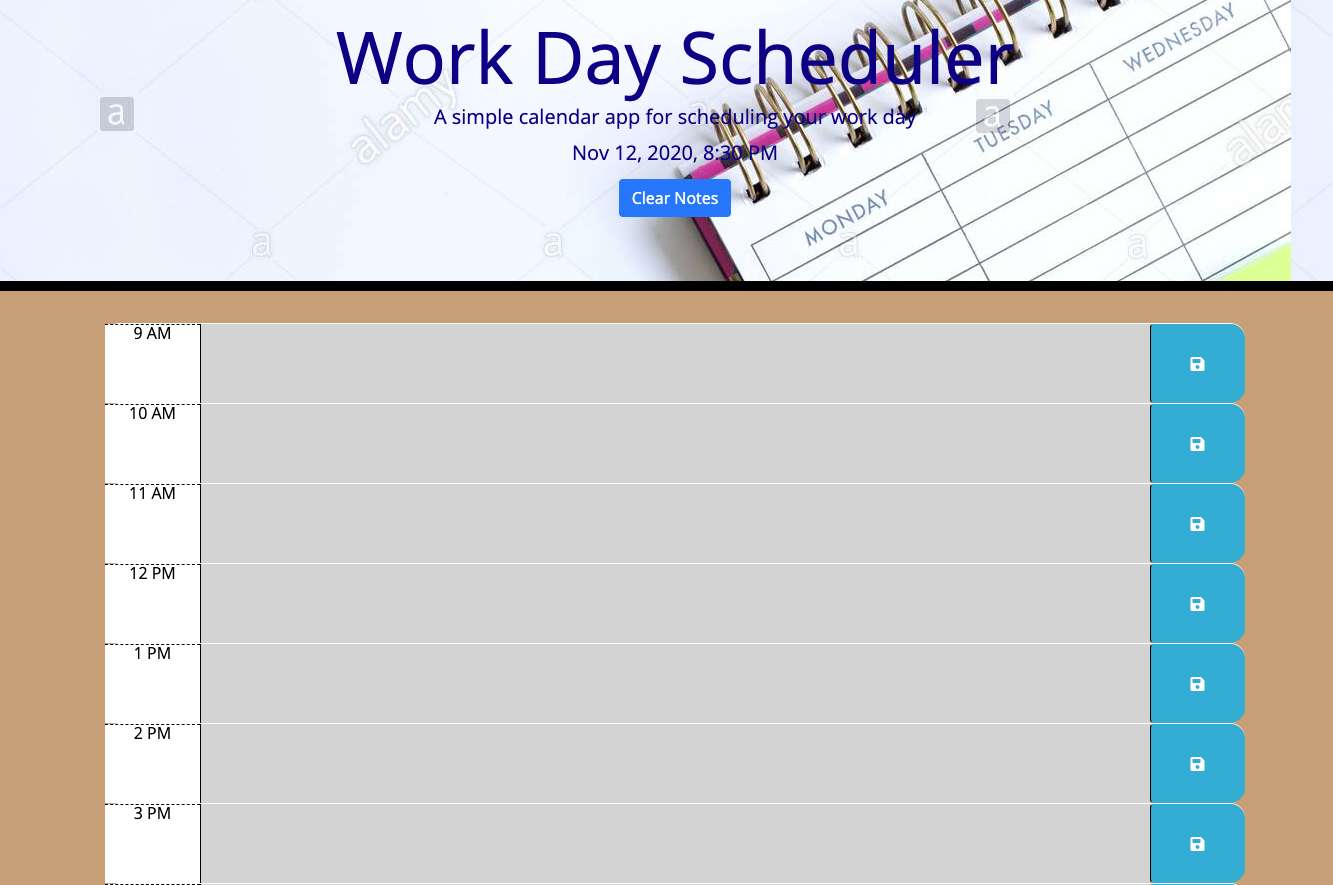 Work Day Scheduler
A simple calendar app for scheduling your work day
Nov 12, 2020, 8:30 PM
Clear Notes
MONDAY
TUESDAY
WEDNESDAY
a
alamy
a
a
a
a
a
a
alamy
9 AM
10 AM
11 AM
12 PM
1 PM
2 PM
3 PM